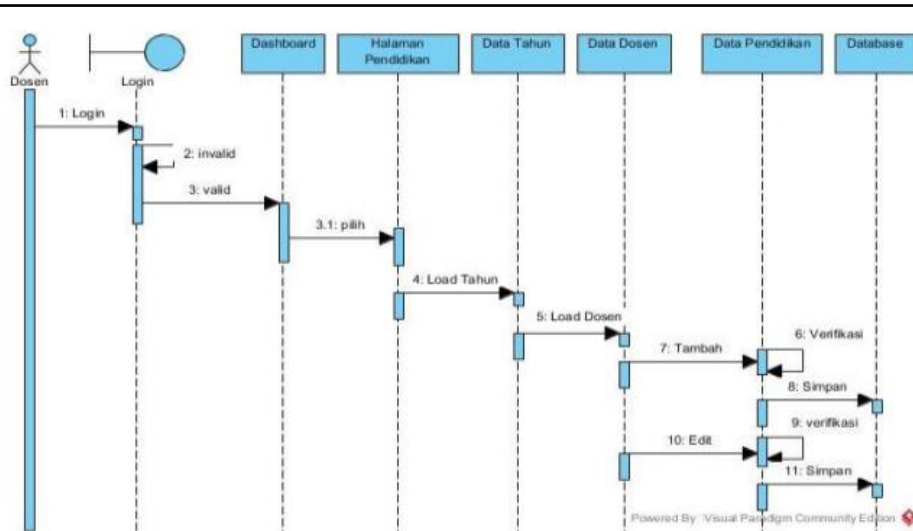 Dosen
Login
Dashboard
Halaman
Pendidikan
Data Tahun
Data Dosen
Data Pendidikan
Database
1: Login
2: invalid
3: valid
3.1: pilih
4: Load Tahun
5: Load Dosen
6: Verifikasi
7: Tambah
8: Simpan
9: verifikasi
10: Edit
11: Simpan
Powered By Visual Paradigm Community Edition